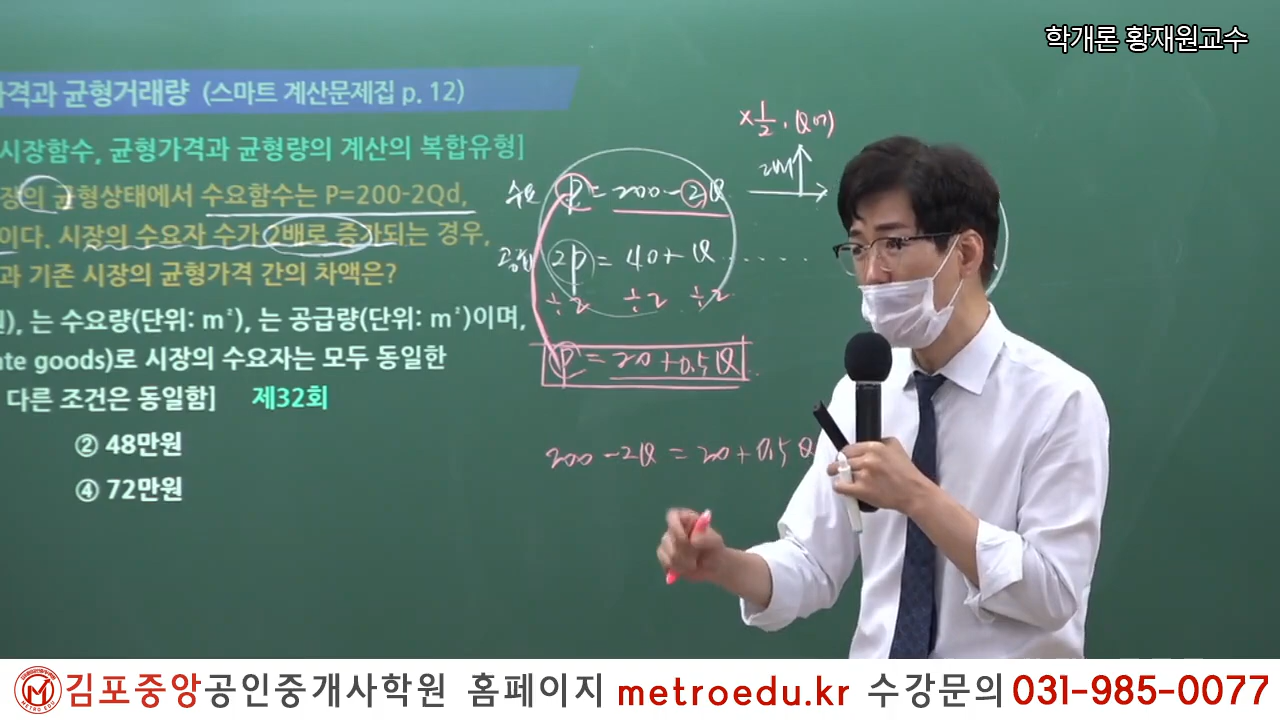 학개론 황재원교수
가격과 균형거래량 (스마트 계산문제집 p. 12)
시장함수, 균형가격과 균형량의 계산의 복합유형]
장의 균형상태에서 수요함수는 P=200-2Qd,
이다. 시장의 수요자 수가 2배로 증가되는 경우,
과 기존 시장의 균형가격 간의 차액은?
), 는 수요량(단위: m²), 는 공급량(단위: m²)이며,
ate goods)로 시장의 수요자는 모두 동일한
다른 조건은 동일함] 제32회
② 48만원
④ 72만원
×1/2, Q에
2배
수요 P = 200 - 2Q
공급 2P = 40 + Q
÷2 ÷2 ÷2
P = 20 + 0.5Q
200 - 2Q = 20 + 0.5Q
김포중앙공인중개사학원 홈페이지 metroedu.kr 수강문의 031-985-0077
METRO EDU